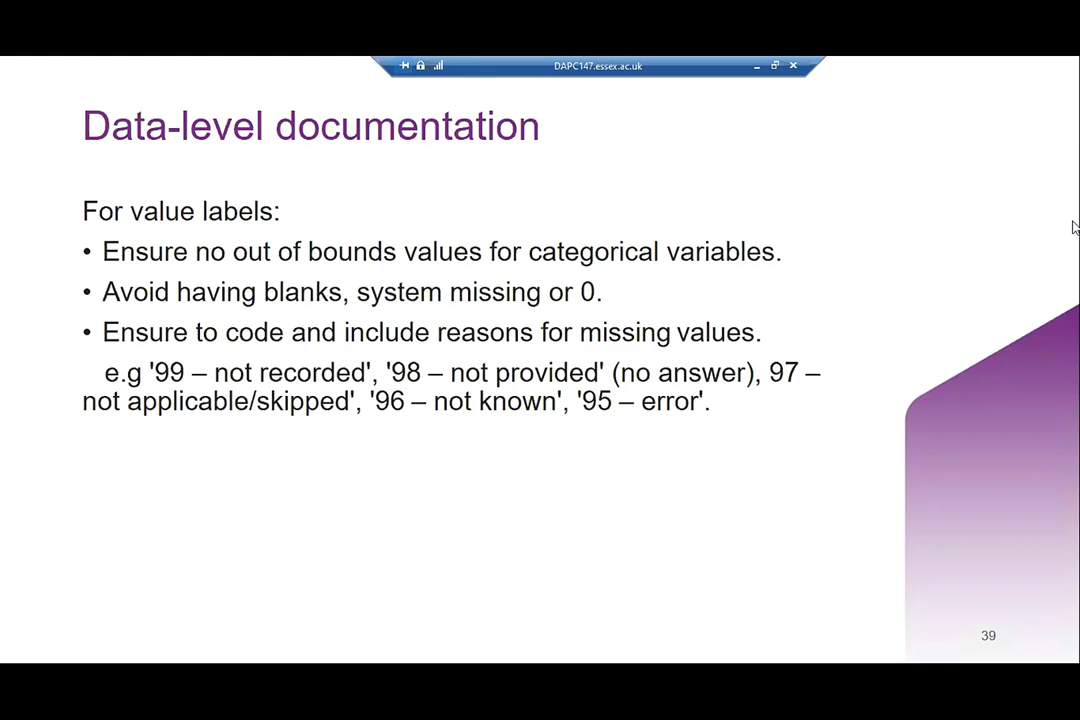 DAPC147.essex.ac.uk
Data-level documentation
For value labels:
• Ensure no out of bounds values for categorical variables.
• Avoid having blanks, system missing or 0.
• Ensure to code and include reasons for missing values.
e.g '99 – not recorded', '98 – not provided' (no answer), 97 –
not applicable/skipped', '96 – not known', '95 – error'.
39